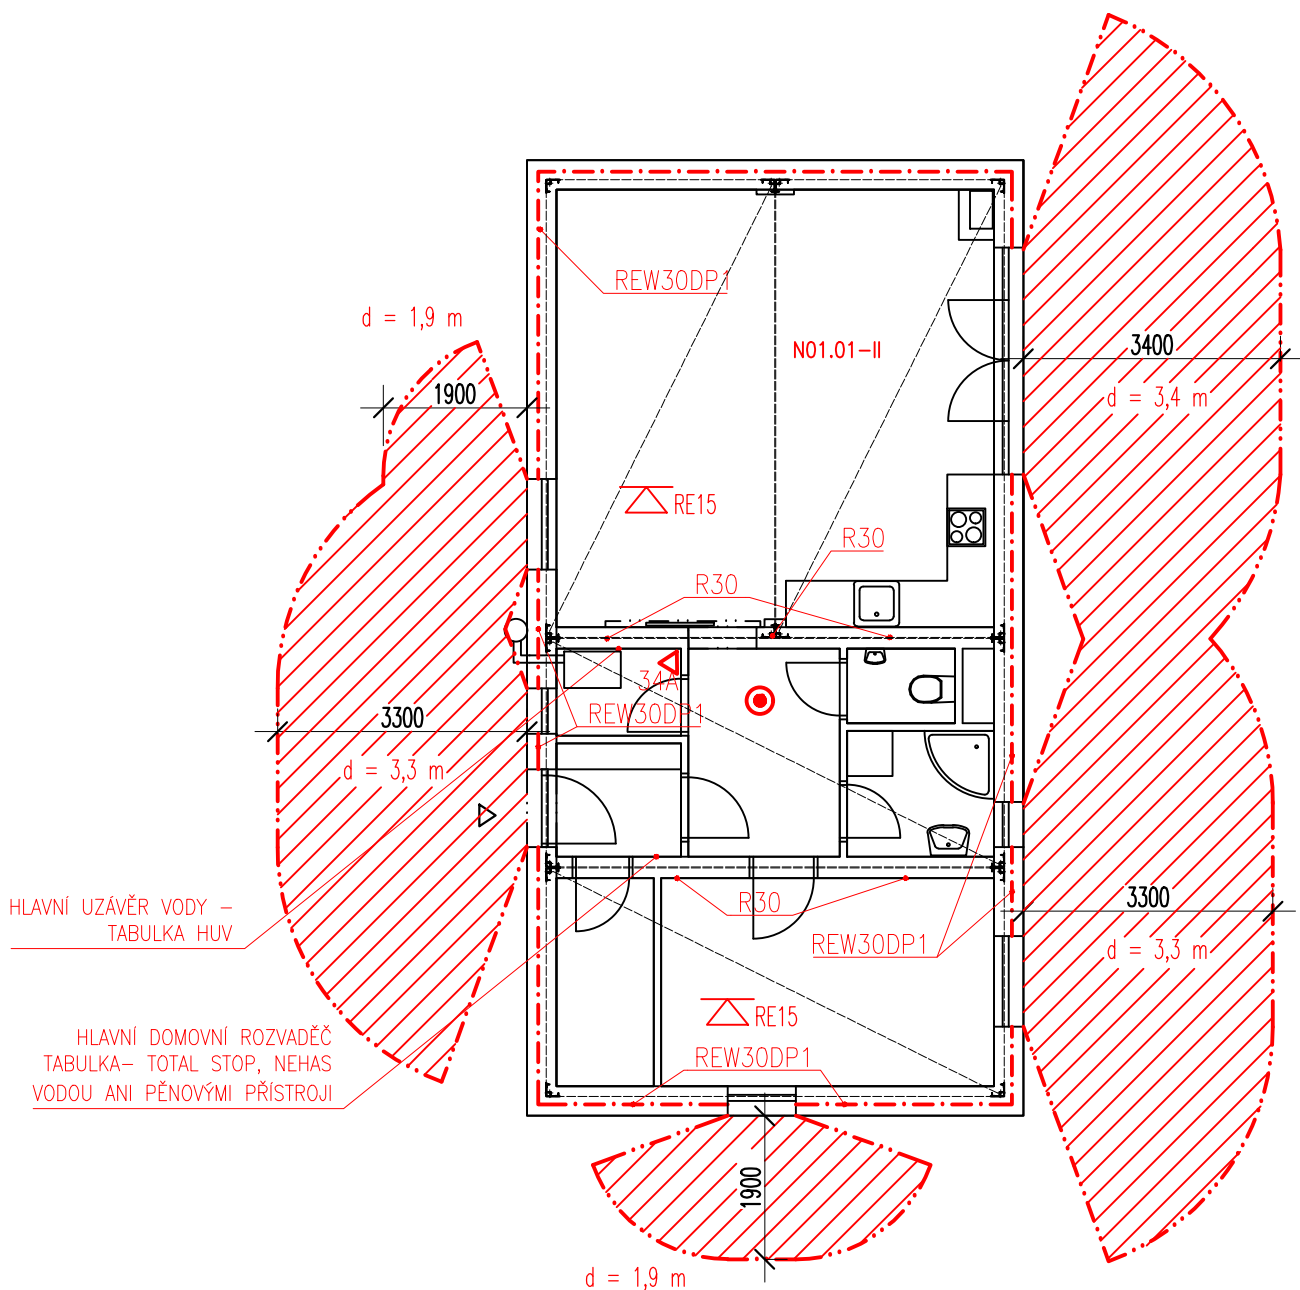 REW30DP1
d = 1,9 m
N01.01-II
3400
1900
d = 3,4 m
RE15
R30
R30
34A
3300
REW30DP1
d = 3,3 m
3300
R30
HLAVNÍ UZÁVĚR VODY –
TABULKA HUV
REW30DP1
d = 3,3 m
RE15
HLAVNÍ DOMOVNÍ ROZVADĚČ
TABULKA– TOTAL STOP, NEHAS
VODOU ANI PĚNOVÝMI PŘÍSTROJI
REW30DP1
1900
d = 1,9 m